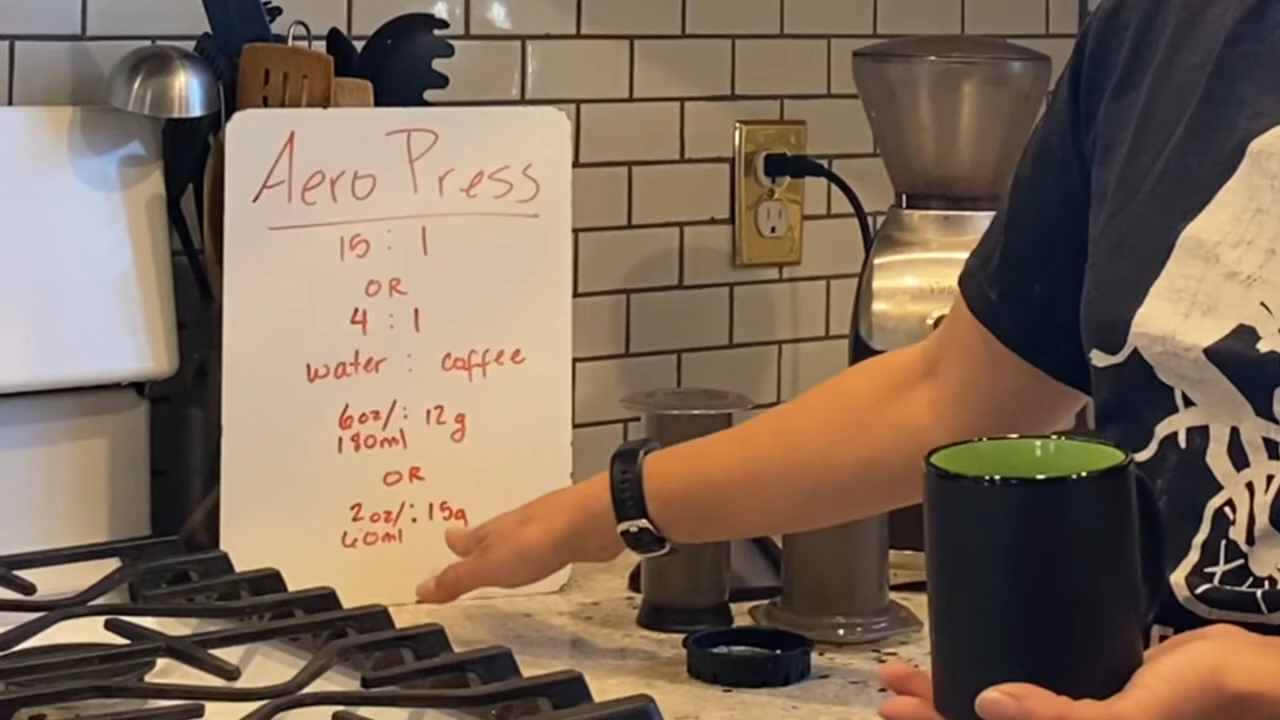 Aero Press
15 : 1
OR
4 : 1
water : coffee
6oz/: 12g
180ml
OR
2oz/: 15g
60ml